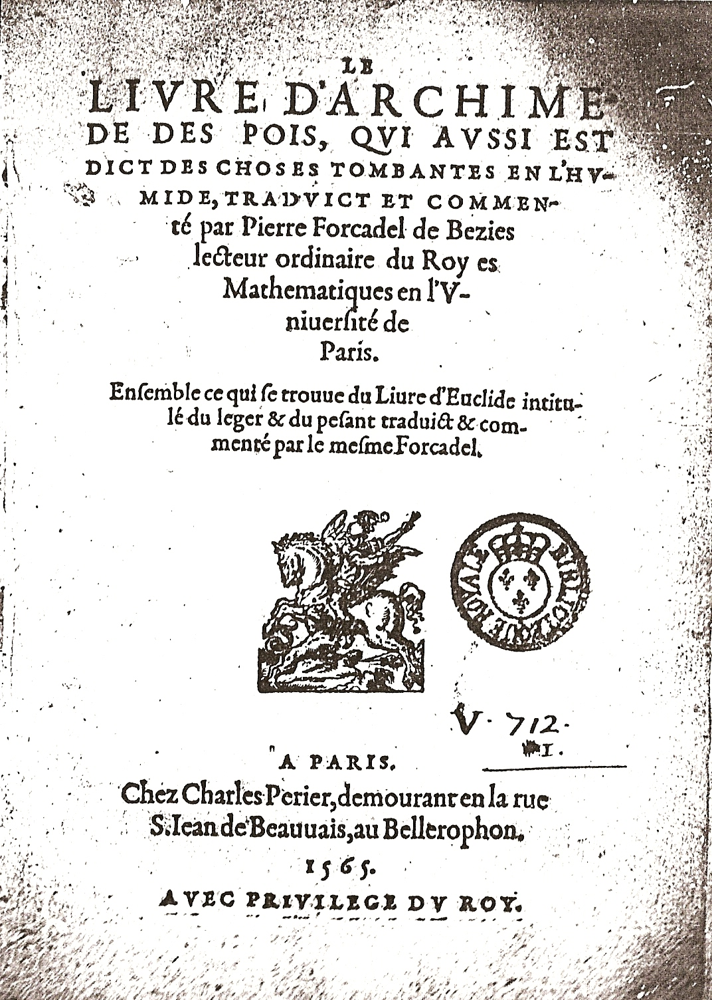 LE
LIVRE D'ARCHIME
DE DES POIS, QVI AVSSI EST
DICT DES CHOSES TOMBANTES EN L'HV-
MIDE, TRADVICT ET COMMEN-
té par Pierre Forcadel de Bezies
lecteur ordinaire du Roy es
Mathematiques en l'V-
niuerſité de
Paris.
Enſemble ce qui ſe trouue du Liure d'Euclide intitu-
lé du leger & du peſant traduict & com-
menté par le meſme Forcadel.
BIBLIOTHEQUE ROYALE
V. 712.
I.
A PARIS.
Chez Charles Perier, demourant en la rue
S. Iean de Beauuais, au Bellerophon.
1565.
AVEC PRIVILEGE DV ROY.